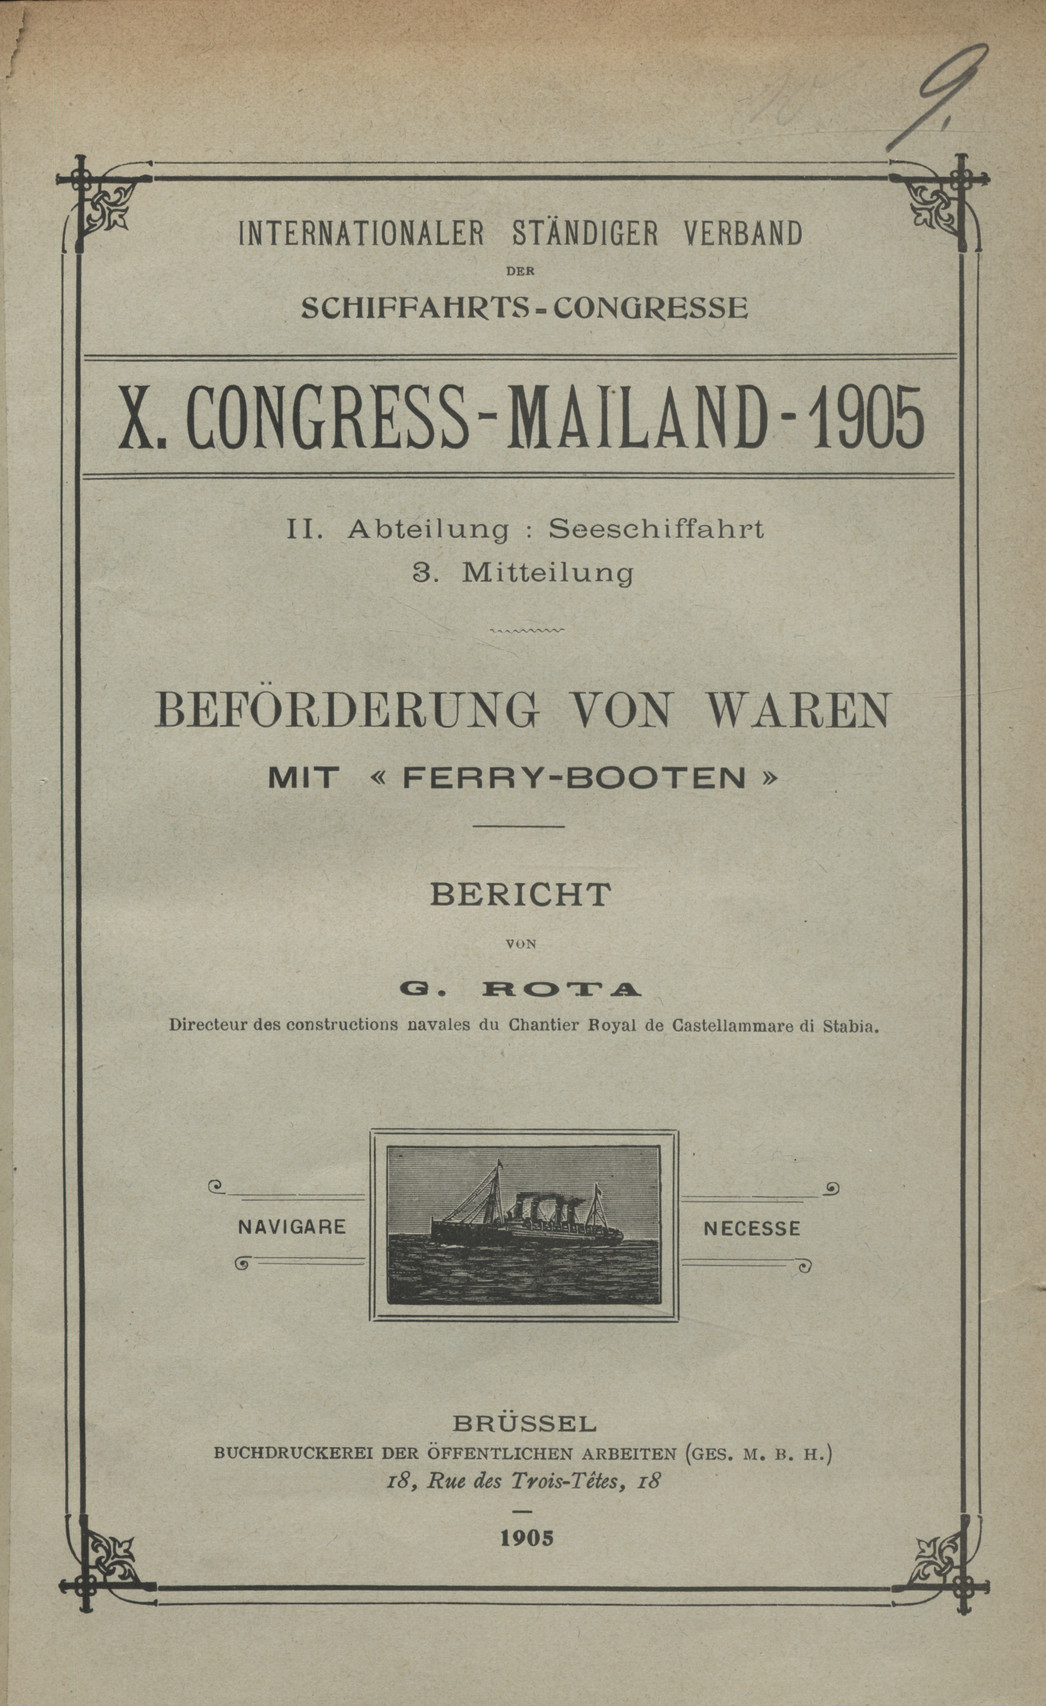 9.
INTERNATIONALER STÄNDIGER VERBAND
DER
SCHIFFAHRTS-CONGRESSE
X. CONGRESS-MAILAND-1905
II. Abteilung : Seeschiffahrt
3. Mitteilung
BEFÖRDERUNG VON WAREN
MIT « FERRY-BOOTEN »
BERICHT
VON
G. ROTA
Directeur des constructions navales du Chantier Royal de Castellammare di Stabia.
NAVIGARE NECESSE
BRÜSSEL
BUCHDRUCKEREI DER ÖFFENTLICHEN ARBEITEN (GES. M. B. H.)
18, Rue des Trois-Têtes, 18
1905